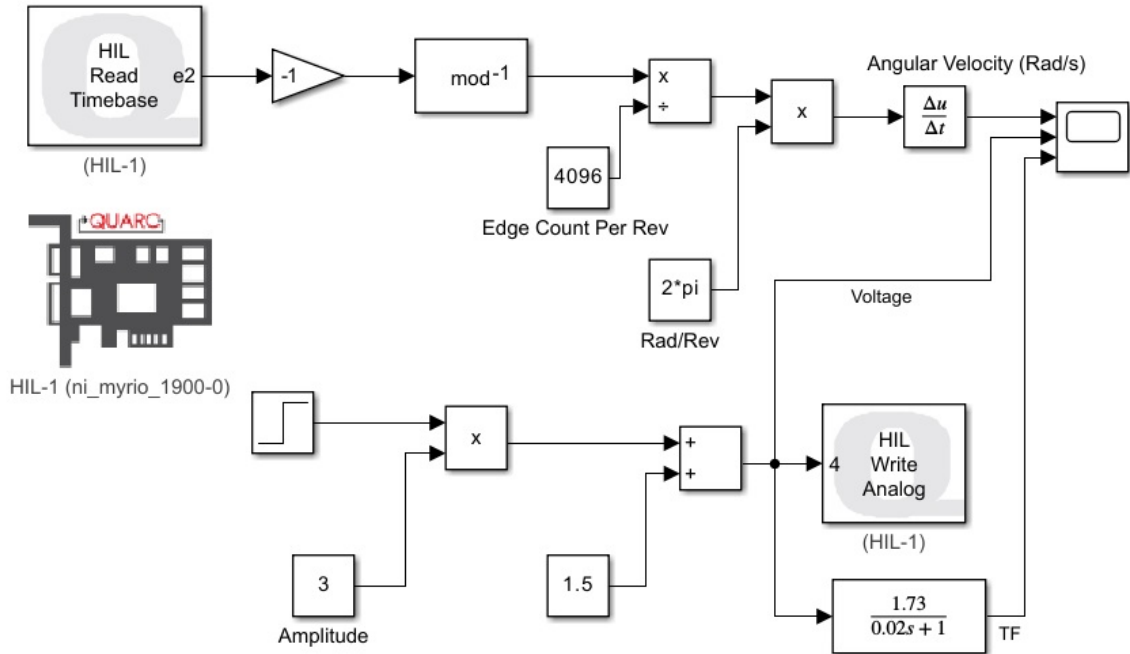 HIL
Read
Timebase
e2
(HIL-1)
-1
mod⁻¹
x
÷
4096
Edge Count Per Rev
2*pi
Rad/Rev
x
Angular Velocity (Rad/s)
Δu
Δt
QUARC
HIL-1 (ni_myrio_1900-0)
Voltage
x
3
Amplitude
+
+
1.5
4
HIL
Write
Analog
(HIL-1)
1.73
0.02s + 1
TF